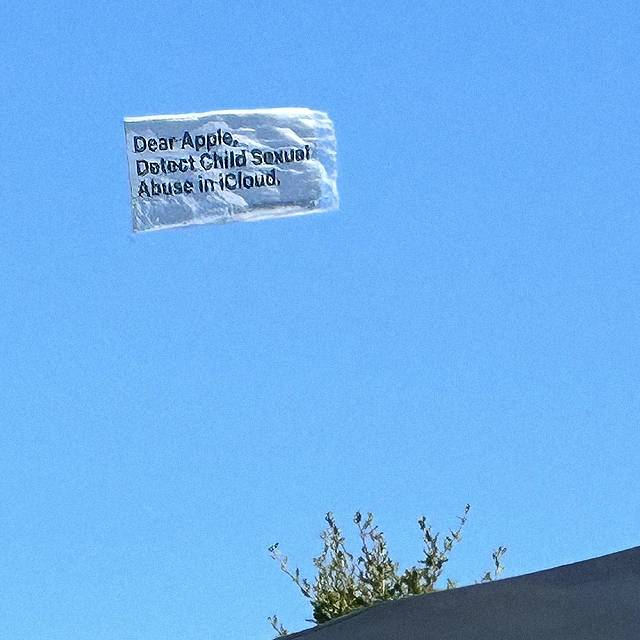 Dear Apple,
Detect Child Sexual
Abuse in iCloud.